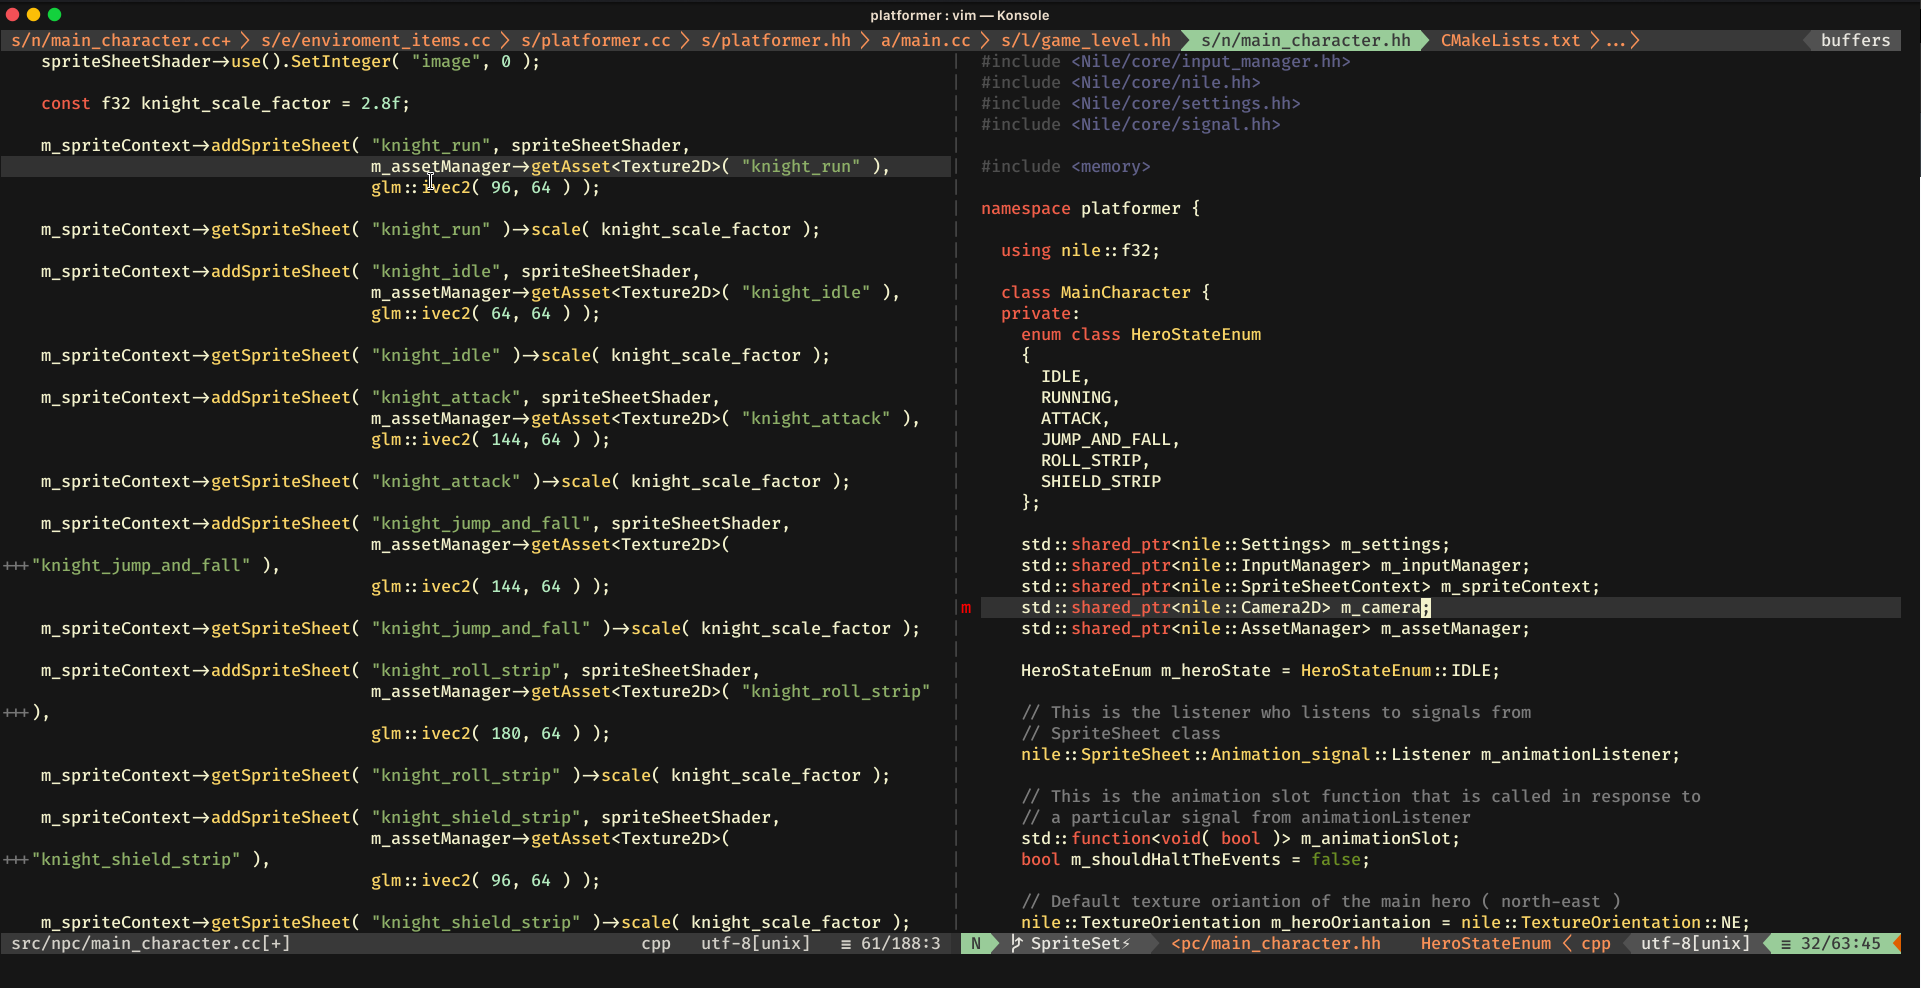 platformer : vim — Konsole
s/n/main_character.cc+ > s/e/enviroment_items.cc > s/platformer.cc > s/platformer.hh > a/main.cc > s/l/game_level.hh > s/n/main_character.hh > CMakeLists.txt >...> buffers
spriteSheetShader->use().SetInteger( "image", 0 );
const f32 knight_scale_factor = 2.8f;
m_spriteContext->addSpriteSheet( "knight_run", spriteSheetShader,
m_assetManager->getAsset<Texture2D>( "knight_run" ),
glm::ivec2( 96, 64 ) );
m_spriteContext->getSpriteSheet( "knight_run" )->scale( knight_scale_factor );
m_spriteContext->addSpriteSheet( "knight_idle", spriteSheetShader,
m_assetManager->getAsset<Texture2D>( "knight_idle" ),
glm::ivec2( 64, 64 ) );
m_spriteContext->getSpriteSheet( "knight_idle" )->scale( knight_scale_factor );
m_spriteContext->addSpriteSheet( "knight_attack", spriteSheetShader,
m_assetManager->getAsset<Texture2D>( "knight_attack" ),
glm::ivec2( 144, 64 ) );
m_spriteContext->getSpriteSheet( "knight_attack" )->scale( knight_scale_factor );
m_spriteContext->addSpriteSheet( "knight_jump_and_fall", spriteSheetShader,
m_assetManager->getAsset<Texture2D>(
+++"knight_jump_and_fall" ),
glm::ivec2( 144, 64 ) );
m_spriteContext->getSpriteSheet( "knight_jump_and_fall" )->scale( knight_scale_factor );
m_spriteContext->addSpriteSheet( "knight_roll_strip", spriteSheetShader,
m_assetManager->getAsset<Texture2D>( "knight_roll_strip"
+++),
glm::ivec2( 180, 64 ) );
m_spriteContext->getSpriteSheet( "knight_roll_strip" )->scale( knight_scale_factor );
m_spriteContext->addSpriteSheet( "knight_shield_strip", spriteSheetShader,
m_assetManager->getAsset<Texture2D>(
+++"knight_shield_strip" ),
glm::ivec2( 96, 64 ) );
m_spriteContext->getSpriteSheet( "knight_shield_strip" )->scale( knight_scale_factor );
src/npc/main_character.cc[+] cpp utf-8[unix] ≡ 61/188:3
#include <Nile/core/input_manager.hh>
#include <Nile/core/nile.hh>
#include <Nile/core/settings.hh>
#include <Nile/core/signal.hh>
#include <memory>
namespace platformer {
using nile::f32;
class MainCharacter {
private:
enum class HeroStateEnum
{
IDLE,
RUNNING,
ATTACK,
JUMP_AND_FALL,
ROLL_STRIP,
SHIELD_STRIP
};
std::shared_ptr<nile::Settings> m_settings;
std::shared_ptr<nile::InputManager> m_inputManager;
std::shared_ptr<nile::SpriteSheetContext> m_spriteContext;
m std::shared_ptr<nile::Camera2D> m_camera;
std::shared_ptr<nile::AssetManager> m_assetManager;
HeroStateEnum m_heroState = HeroStateEnum::IDLE;
// This is the listener who listens to signals from
// SpriteSheet class
nile::SpriteSheet::Animation_signal::Listener m_animationListener;
// This is the animation slot function that is called in response to
// a particular signal from animationListener
std::function<void( bool )> m_animationSlot;
bool m_shouldHaltTheEvents = false;
// Default texture oriantion of the main hero ( north-east )
nile::TextureOrientation m_heroOriantaion = nile::TextureOrientation::NE;
N SpriteSet⚡ <pc/main_character.hh HeroStateEnum < cpp utf-8[unix] ≡ 32/63:45